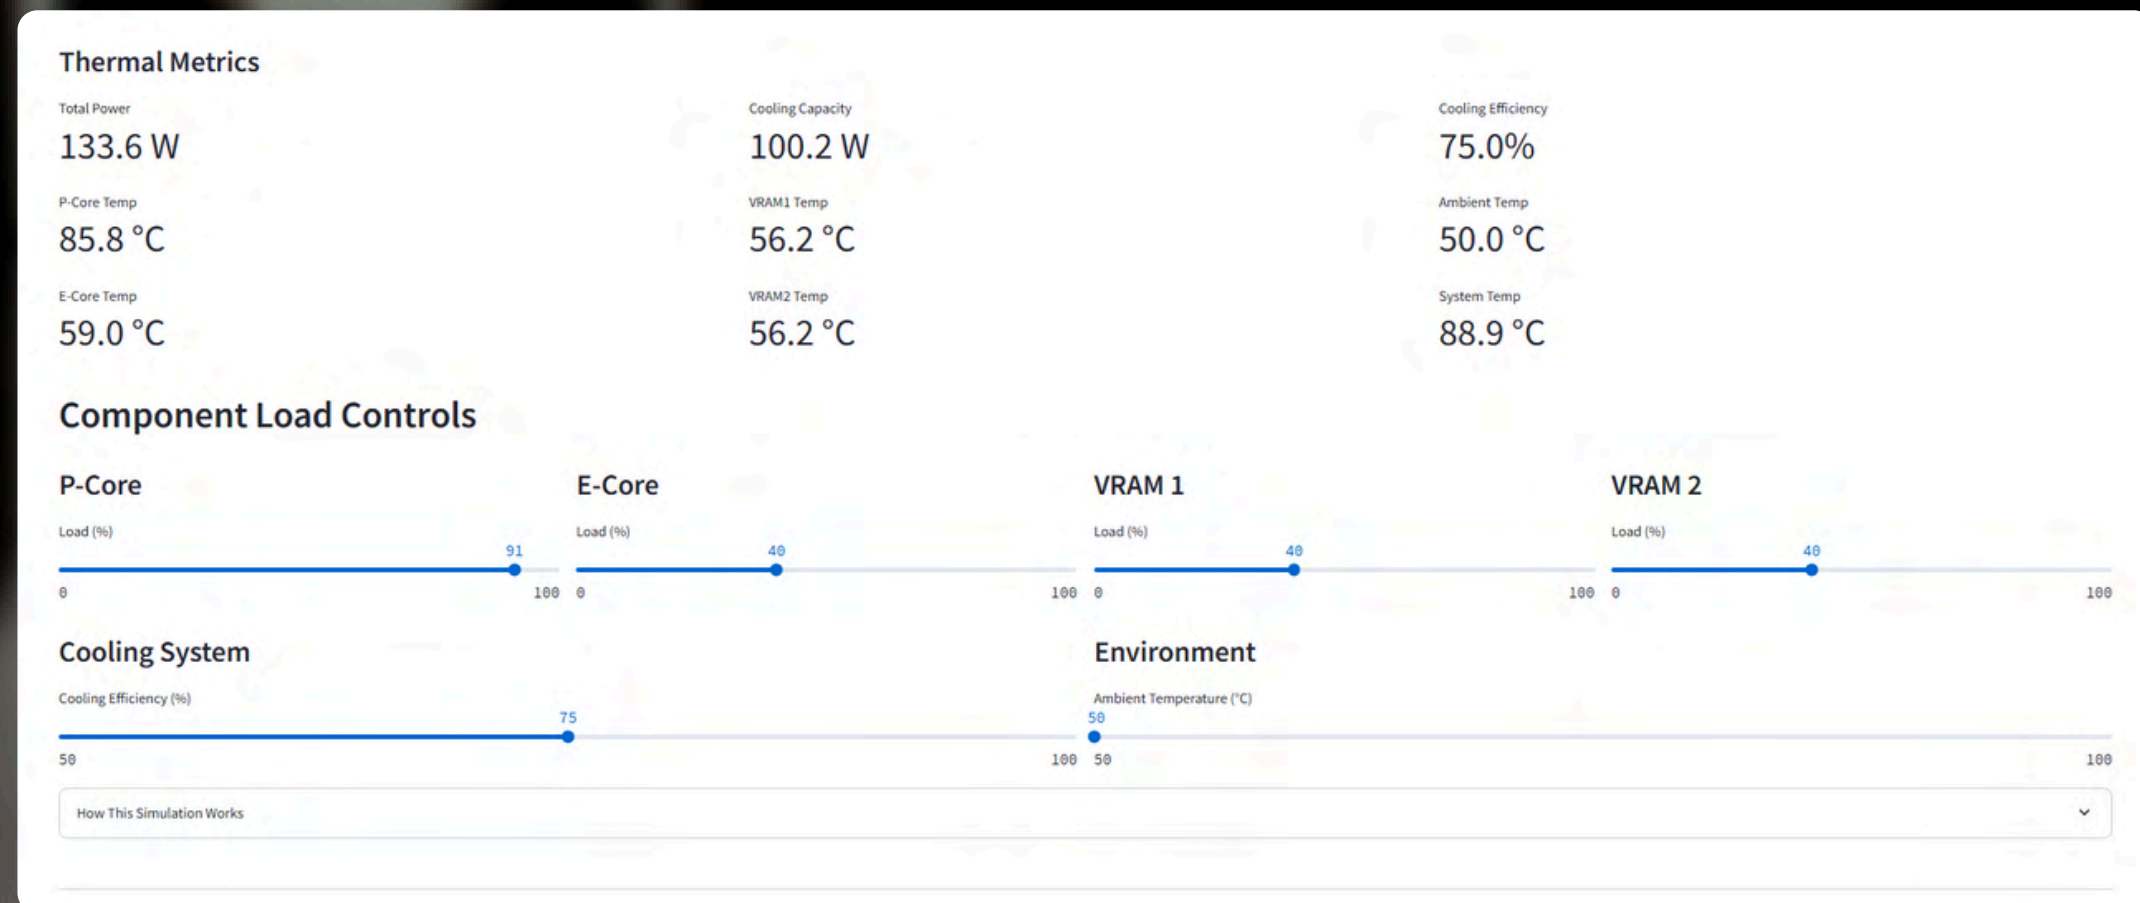 Thermal Metrics
Total Power
133.6 W
Cooling Capacity
100.2 W
Cooling Efficiency
75.0%
P-Core Temp
85.8 °C
VRAM1 Temp
56.2 °C
Ambient Temp
50.0 °C
E-Core Temp
59.0 °C
VRAM2 Temp
56.2 °C
System Temp
88.9 °C
Component Load Controls
P-Core
Load (%)
91
0 100
E-Core
Load (%)
40
0 100
VRAM 1
Load (%)
40
0 100
VRAM 2
Load (%)
40
0 100
Cooling System
Cooling Efficiency (%)
75
50 100
Environment
Ambient Temperature (°C)
50
50 100
How This Simulation Works